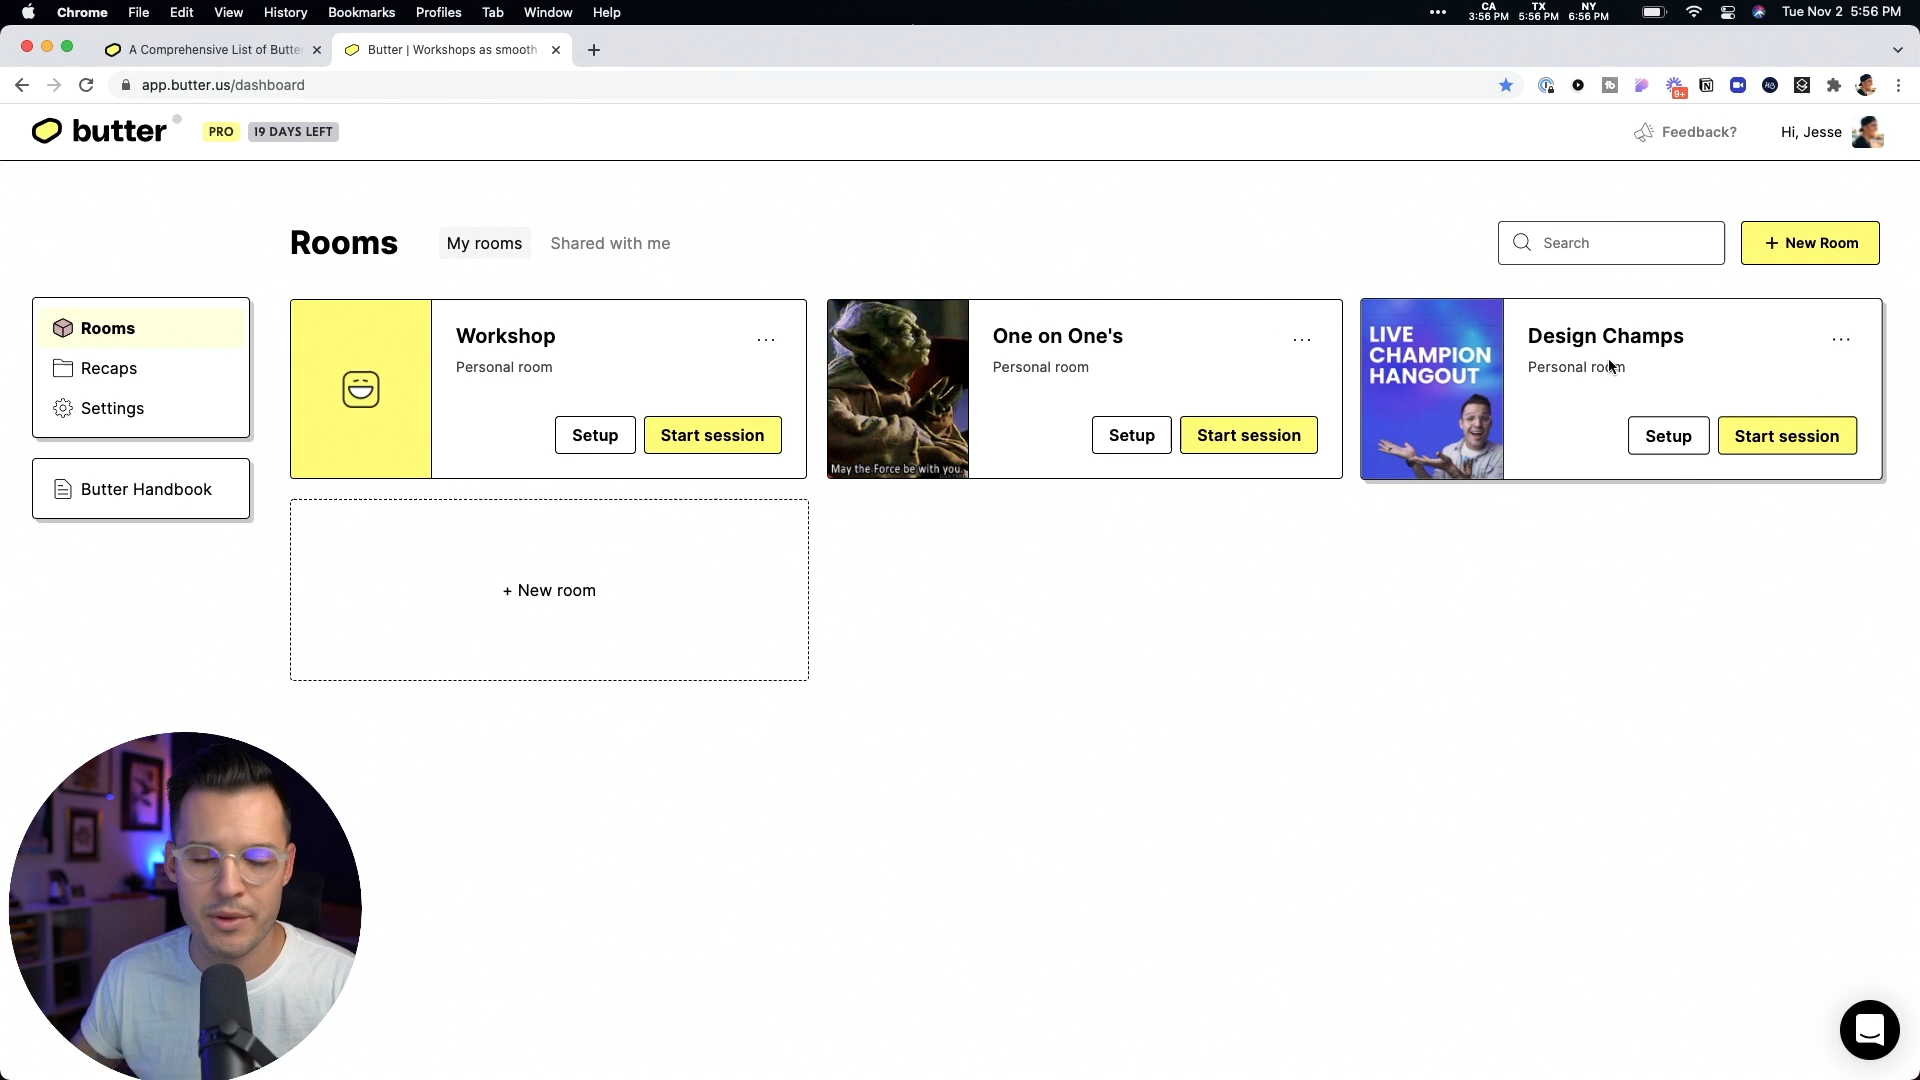 Chrome File Edit View History Bookmarks Profiles Tab Window Help
CA TX NY
3:56 PM 5:56 PM 6:56 PM
Tue Nov 2 5:56 PM
A Comprehensive List of Butte
Butter | Workshops as smooth
app.butter.us/dashboard
9+
butter PRO 19 DAYS LEFT
Feedback?
Hi, Jesse
Rooms My rooms Shared with me
Search
+ New Room
Rooms
Recaps
Settings
Butter Handbook
Workshop
Personal room
Setup Start session
May the Force be with you.
One on One's
Personal room
Setup Start session
LIVE
CHAMPION
HANGOUT
Design Champs
Personal room
Setup Start session
+ New room